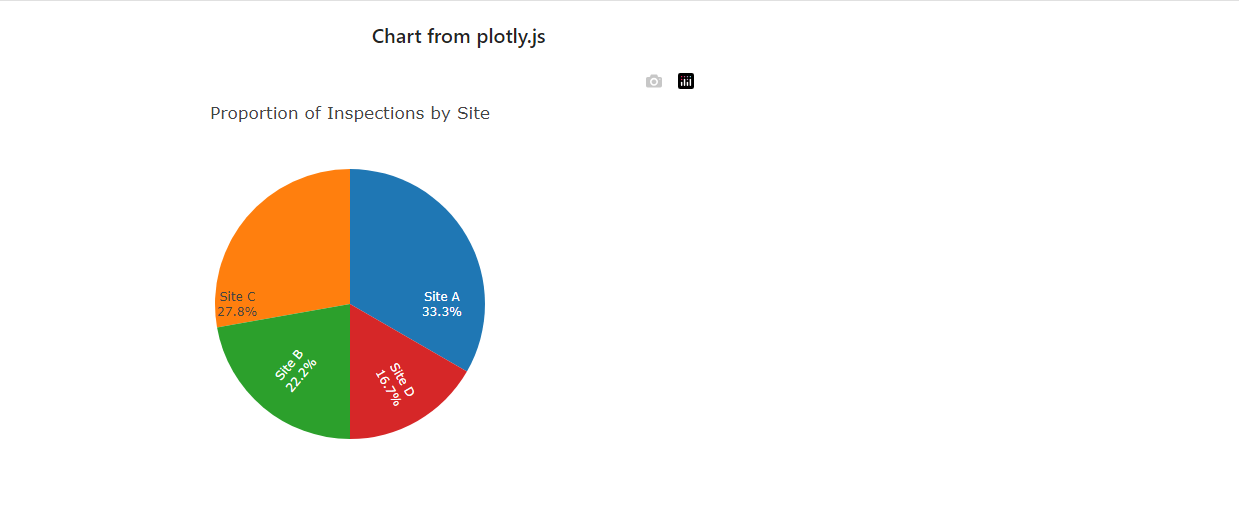 Chart from plotly.js
Proportion of Inspections by Site
Site C
27.8%
Site A
33.3%
Site B
22.2%
Site D
16.7%